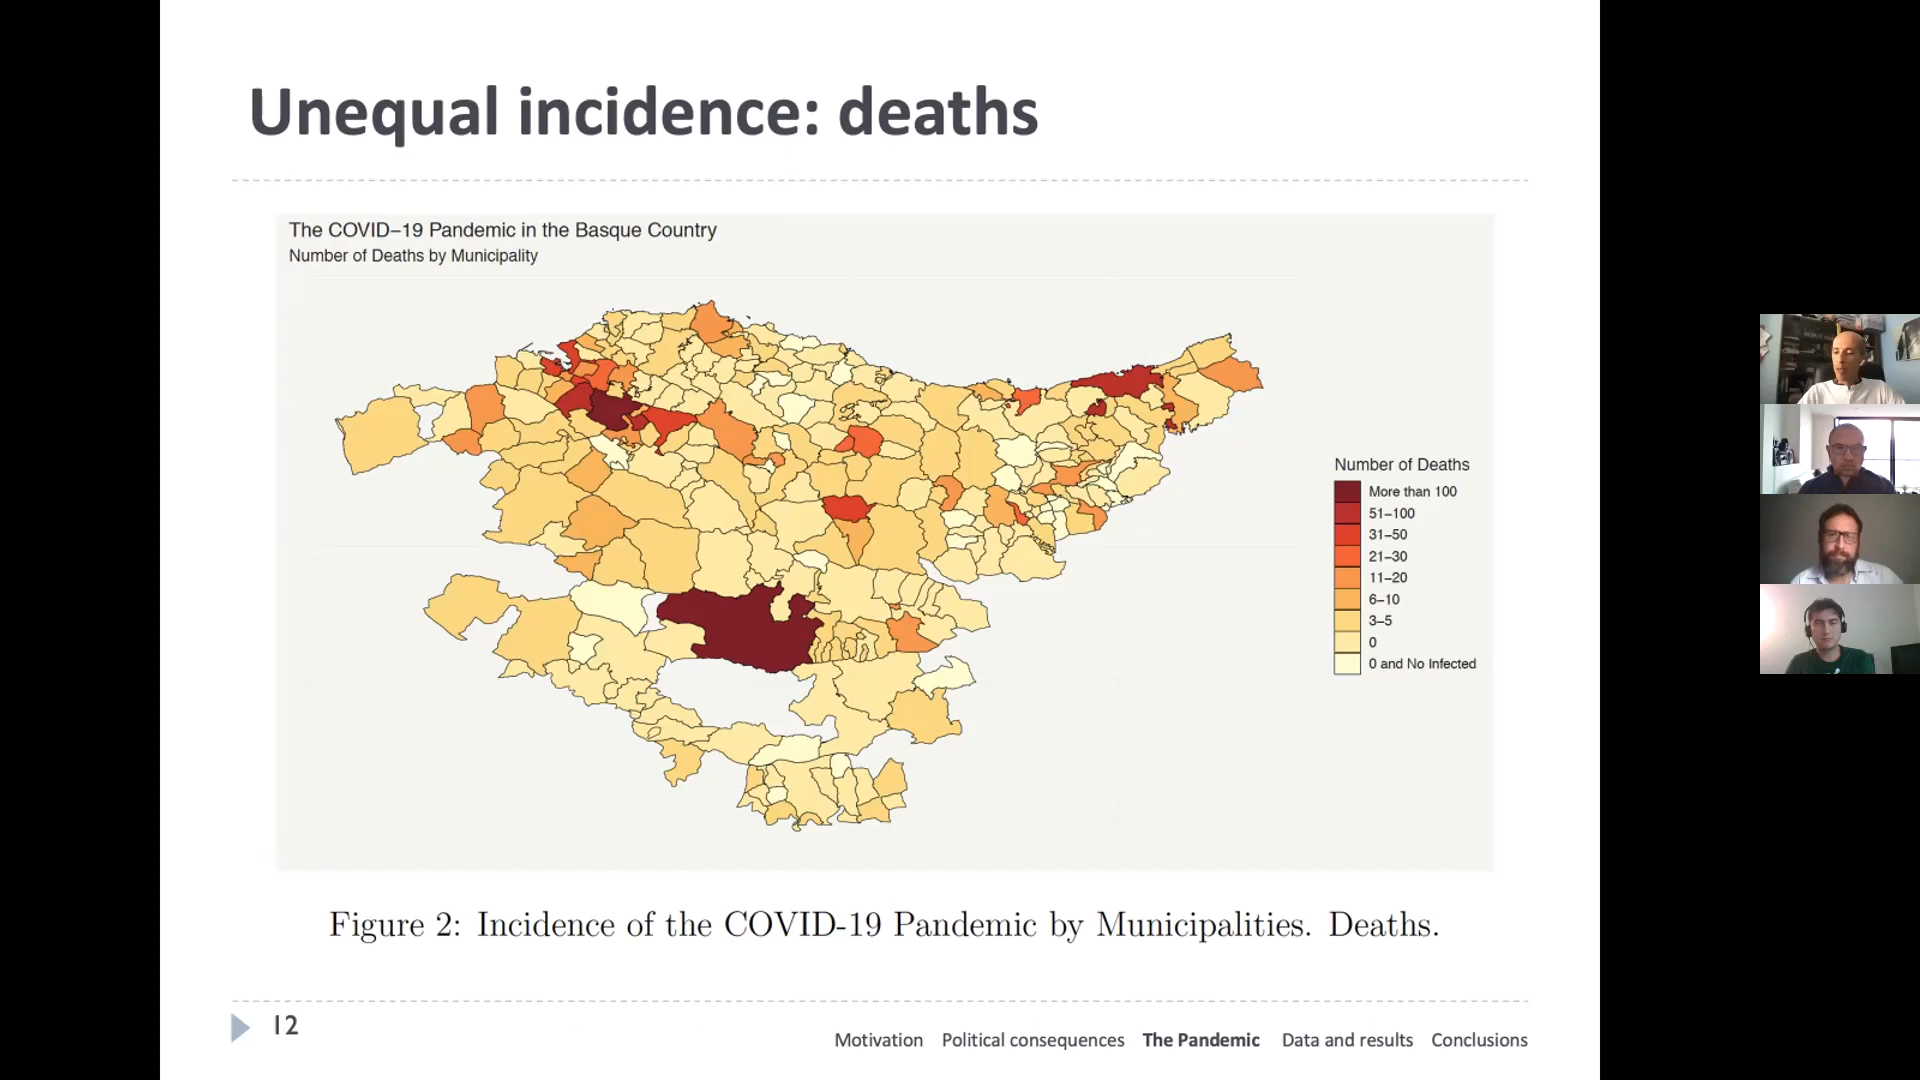 Unequal incidence: deaths
The COVID–19 Pandemic in the Basque Country
Number of Deaths by Municipality
Number of Deaths
More than 100
51–100
31–50
21–30
11–20
6–10
3–5
0
0 and No Infected
Figure 2: Incidence of the COVID-19 Pandemic by Municipalities. Deaths.
12
Motivation Political consequences The Pandemic Data and results Conclusions